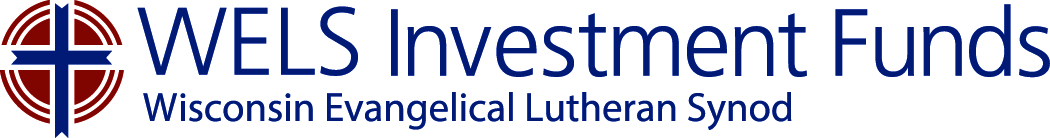 WELS Investment Funds
Wisconsin Evangelical Lutheran Synod